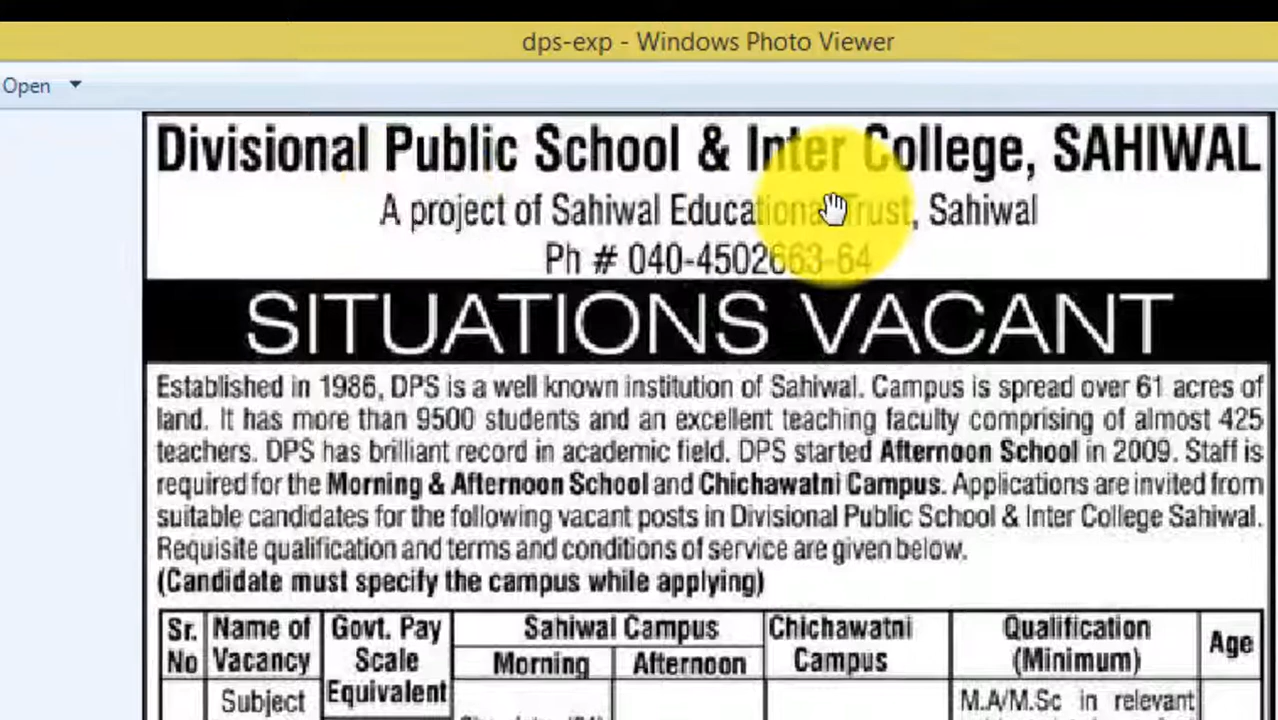 dps-exp - Windows Photo Viewer
Open
Divisional Public School & Inter College, SAHIWAL
A project of Sahiwal Educational Trust, Sahiwal
Ph # 040-4502663-64
SITUATIONS VACANT
Established in 1986, DPS is a well known institution of Sahiwal. Campus is spread over 61 acres of
land. It has more than 9500 students and an excellent teaching faculty comprising of almost 425
teachers. DPS has brilliant record in academic field. DPS started Afternoon School in 2009. Staff is
required for the Morning & Afternoon School and Chichawatni Campus. Applications are invited from
suitable candidates for the following vacant posts in Divisional Public School & Inter College Sahiwal.
Requisite qualification and terms and conditions of service are given below.
(Candidate must specify the campus while applying)
Sr. No
Name of Vacancy
Govt. Pay Scale Equivalent
Sahiwal Campus
Morning
Afternoon
Chichawatni Campus
Qualification (Minimum)
Age
Subject
M.A/M.Sc in relevant